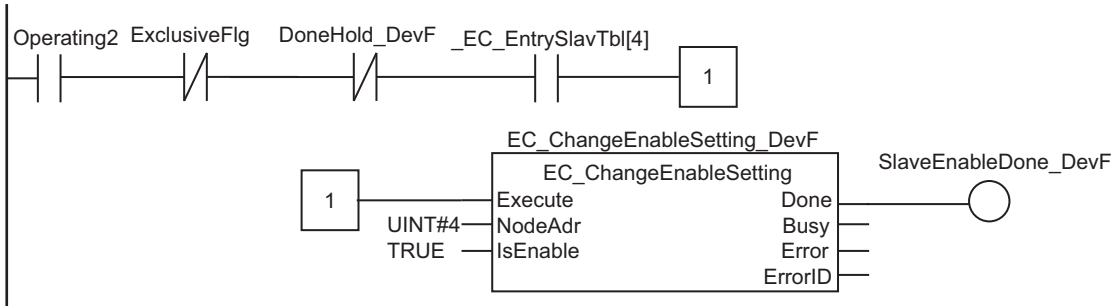 Operating2 ExclusiveFlg DoneHold_DevF _EC_EntrySlavTbl[4]
1
EC_ChangeEnableSetting_DevF
EC_ChangeEnableSetting
SlaveEnableDone_DevF
1
Execute Done
UINT#4 NodeAdr Busy
TRUE IsEnable Error
ErrorID